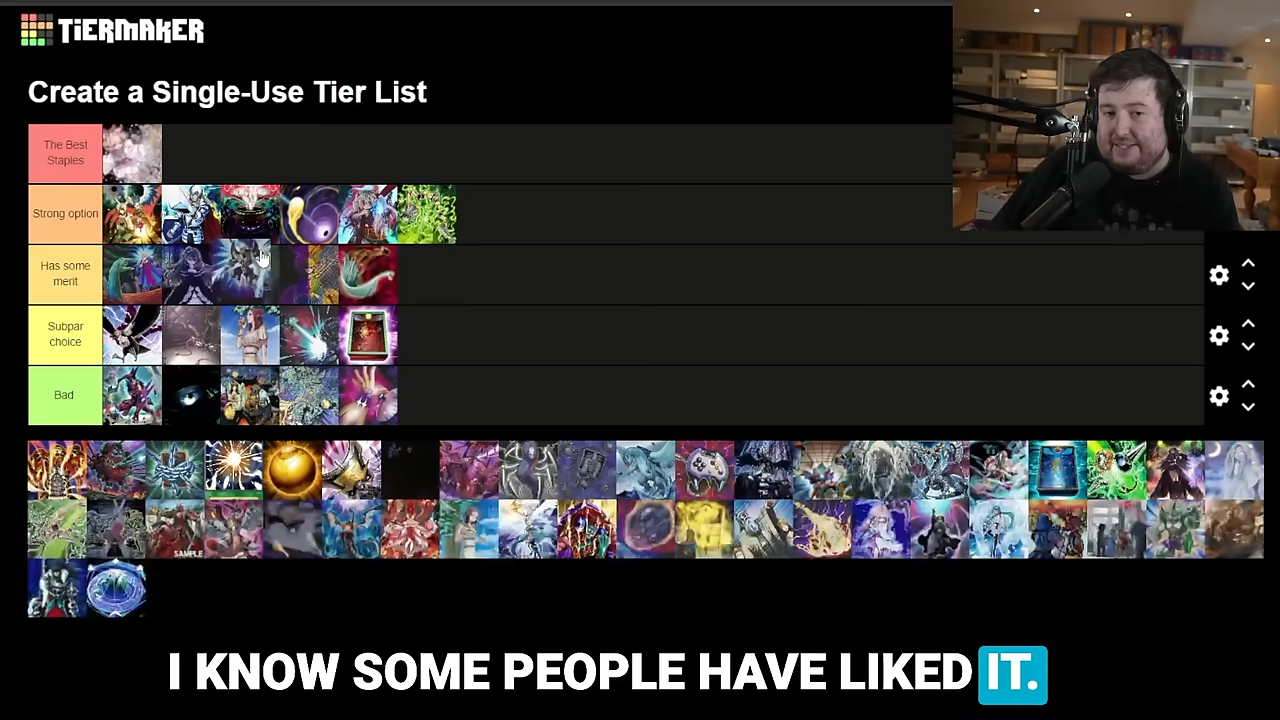 TiERMAKER
Create a Single-Use Tier List
The Best
Staples
Strong option
Has some
merit
Subpar
choice
Bad
SAMPLE
I KNOW SOME PEOPLE HAVE LIKED IT.